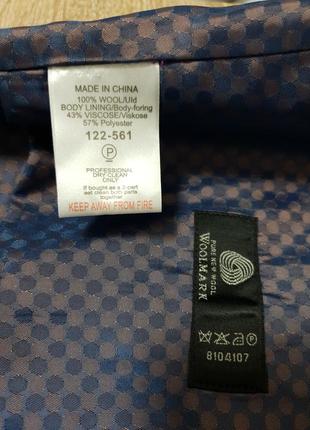 MADE IN CHINA
100% WOOL/Uld
BODY LINING/Body-foring
43% VISCOSE/Viskose
57% Polyester
122-561
P
PROFESSIONAL
DRY CLEAN
ONLY
If bought as a 2-part
set clean both parts
together
KEEP AWAY FROM FIRE
PURE NEW WOOL
WOOLMARK
P
8104107